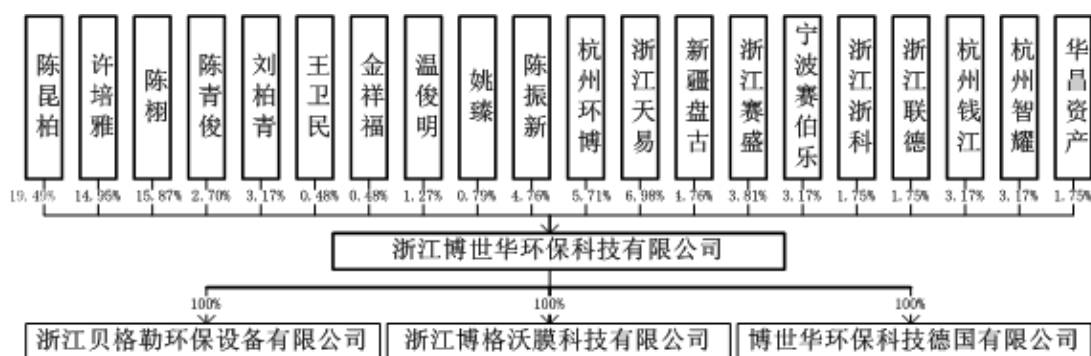 陈昆柏
许培雅
陈栩
陈青俊
刘柏青
王卫民
金祥福
温俊明
姚臻
陈振新
杭州环博
浙江天易
新疆盘古
浙江赛盛
宁波赛伯乐
浙江浙科
浙江联德
杭州钱江
杭州智耀
华昌资产
19.49% 14.95% 15.87% 2.70% 3.17% 0.48% 0.48% 1.27% 0.79% 4.76% 5.71% 6.98% 4.76% 3.81% 3.17% 1.75% 1.75% 3.17% 3.17% 1.75%
浙江博世华环保科技有限公司
100% 100% 100%
浙江贝格勒环保设备有限公司 浙江博格沃膜科技有限公司 博世华环保科技德国有限公司